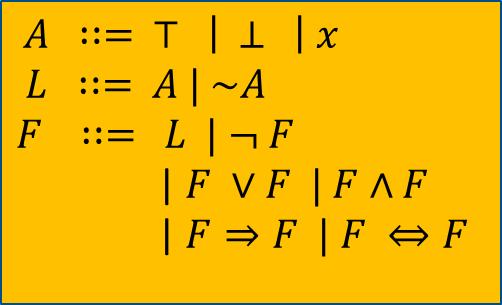 A ::= ⊤ | ⊥ | x
L ::= A | ~A
F ::= L | ¬ F
| F ∨ F | F ∧ F
| F ⇒ F | F ⇔ F